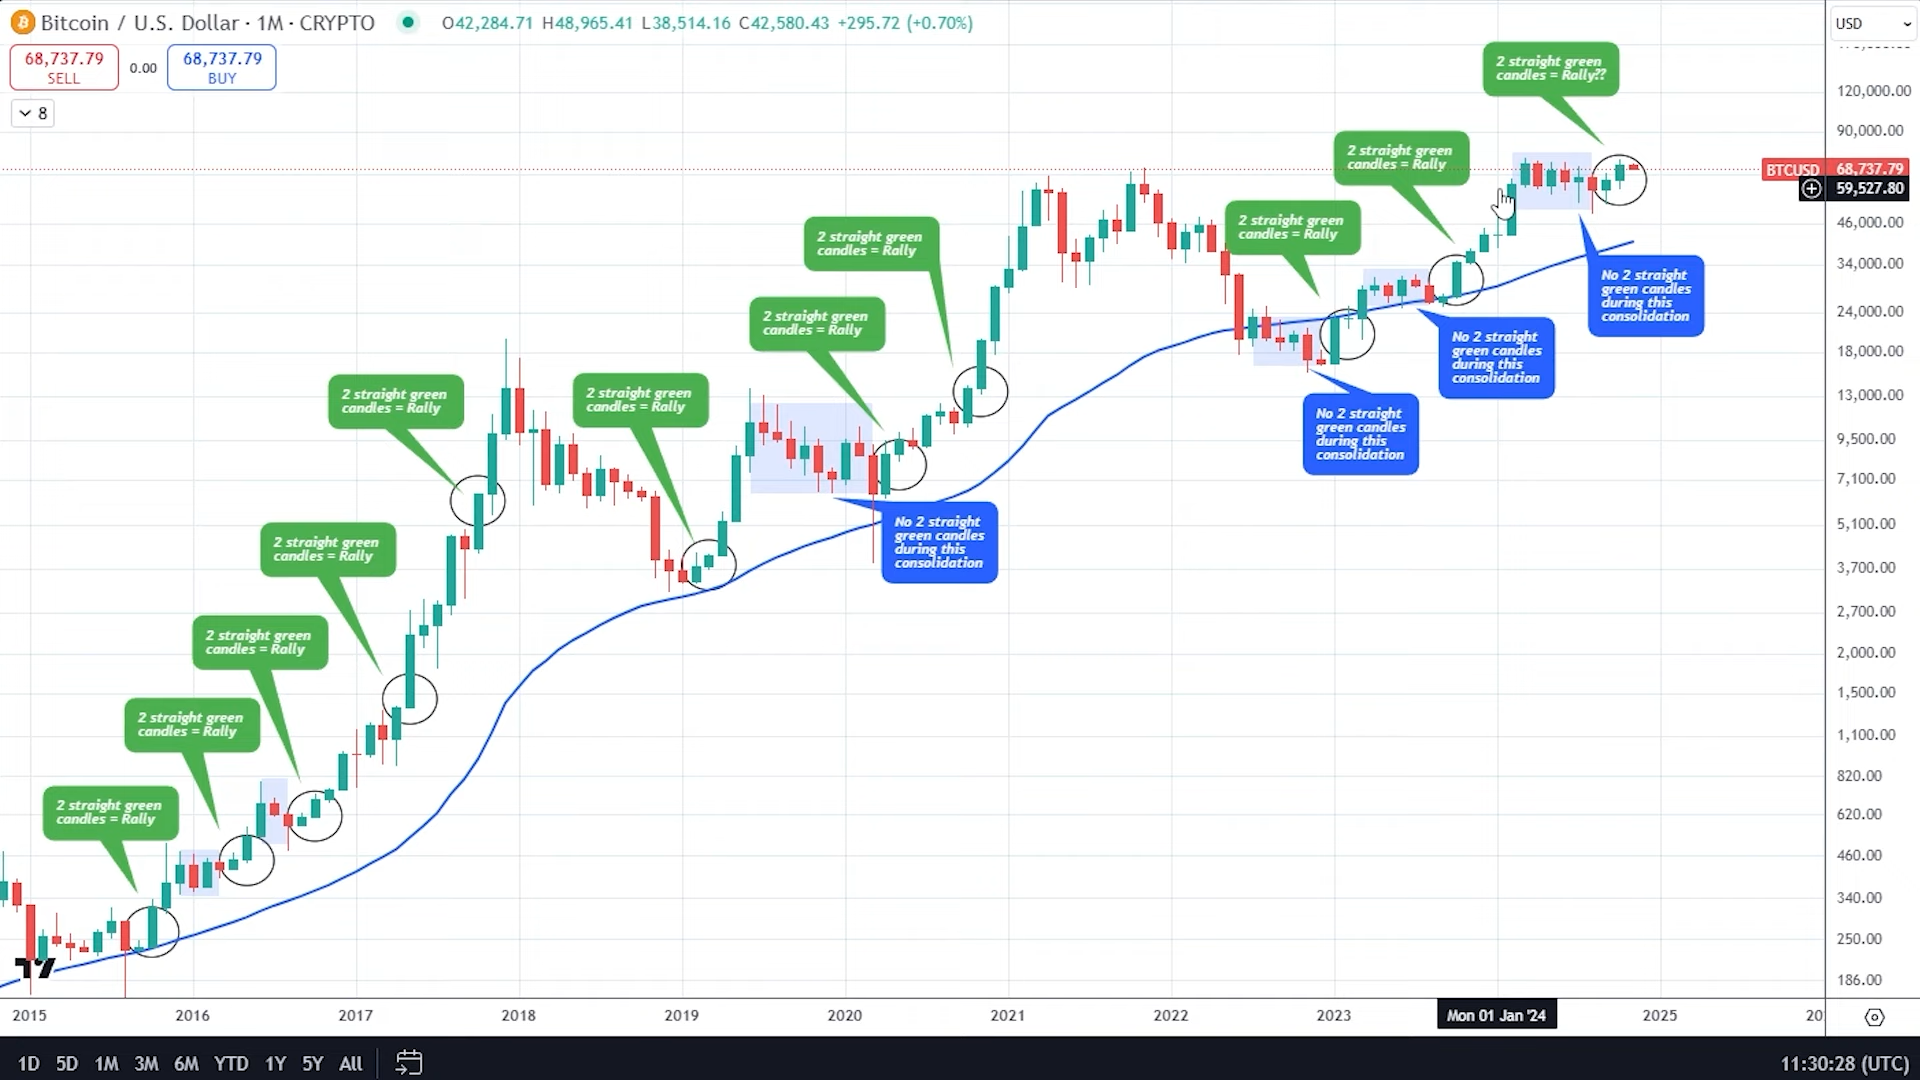 Bitcoin / U.S. Dollar · 1M · CRYPTO
O42,284.71 H48,965.41 L38,514.16 C42,580.43 +295.72 (+0.70%)
USD
68,737.79
SELL
0.00
68,737.79
BUY
8
2 straight green
candles = Rally??
120,000.00
90,000.00
2 straight green
candles = Rally
BTCUSD 68,737.79
59,527.80
46,000.00
34,000.00
24,000.00
18,000.00
13,000.00
9,500.00
7,100.00
5,100.00
3,700.00
2,700.00
2,000.00
1,500.00
1,100.00
820.00
620.00
460.00
340.00
250.00
186.00
2 straight green
candles = Rally
2 straight green
candles = Rally
No 2 straight
green candles
during this
consolidation
2 straight green
candles = Rally
No 2 straight
green candles
during this
consolidation
2 straight green
candles = Rally
2 straight green
candles = Rally
No 2 straight
green candles
during this
consolidation
No 2 straight
green candles
during this
consolidation
2 straight green
candles = Rally
2 straight green
candles = Rally
2 straight green
candles = Rally
2 straight green
candles = Rally
2015 2016 2017 2018 2019 2020 2021 2022 2023 Mon 01 Jan '24 2025 20
1D 5D 1M 3M 6M YTD 1Y 5Y All
11:30:28 (UTC)